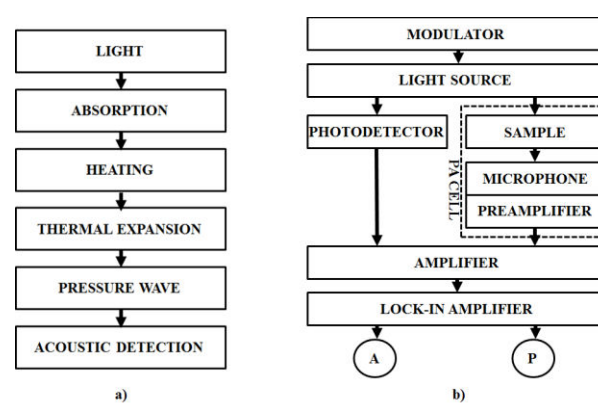 LIGHT
ABSORPTION
HEATING
THERMAL EXPANSION
PRESSURE WAVE
ACOUSTIC DETECTION
a)
MODULATOR
LIGHT SOURCE
PHOTODETECTOR
SAMPLE
MICROPHONE
PREAMPLIFIER
PA CELL
AMPLIFIER
LOCK-IN AMPLIFIER
A
P
b)